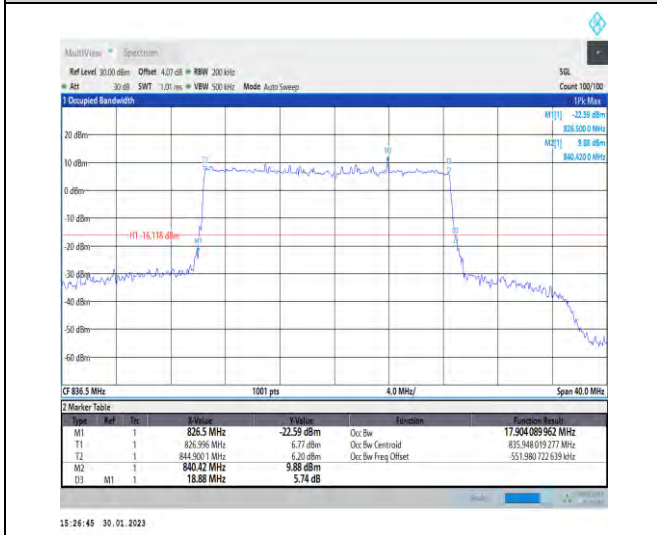 MultiView Spectrum
Ref Level 30.00 dBm Offset 4.07 dB RBW 200 kHz SGL
Att 30 dB SWT 1.01 ms VBW 500 kHz Mode Auto Sweep Count 100/100
1 Occupied Bandwidth 1Pk Max
M1[1] -22.59 dBm
826.500 0 MHz
M2[1] 9.88 dBm
840.420 0 MHz
20 dBm
10 dBm
0 dBm
-10 dBm
H1 -16.118 dBm
-20 dBm
-30 dBm
-40 dBm
-50 dBm
-60 dBm
T1
M2
T2
M1
D3
CF 836.5 MHz 1001 pts 4.0 MHz/ Span 40.0 MHz
2 Marker Table
Type Ref Trc X-Value Y-Value Function Function Result
M1 1 826.5 MHz -22.59 dBm Occ Bw 17.904 089 962 MHz
T1 1 826.996 MHz 6.77 dBm Occ Bw Centroid 835.948 019 277 MHz
T2 1 844.9001 MHz 6.20 dBm Occ Bw Freq Offset -551.980 722 639 kHz
M2 1 840.42 MHz 9.88 dBm
D3 M1 1 18.88 MHz 5.74 dB
15:26:45 30.01.2023